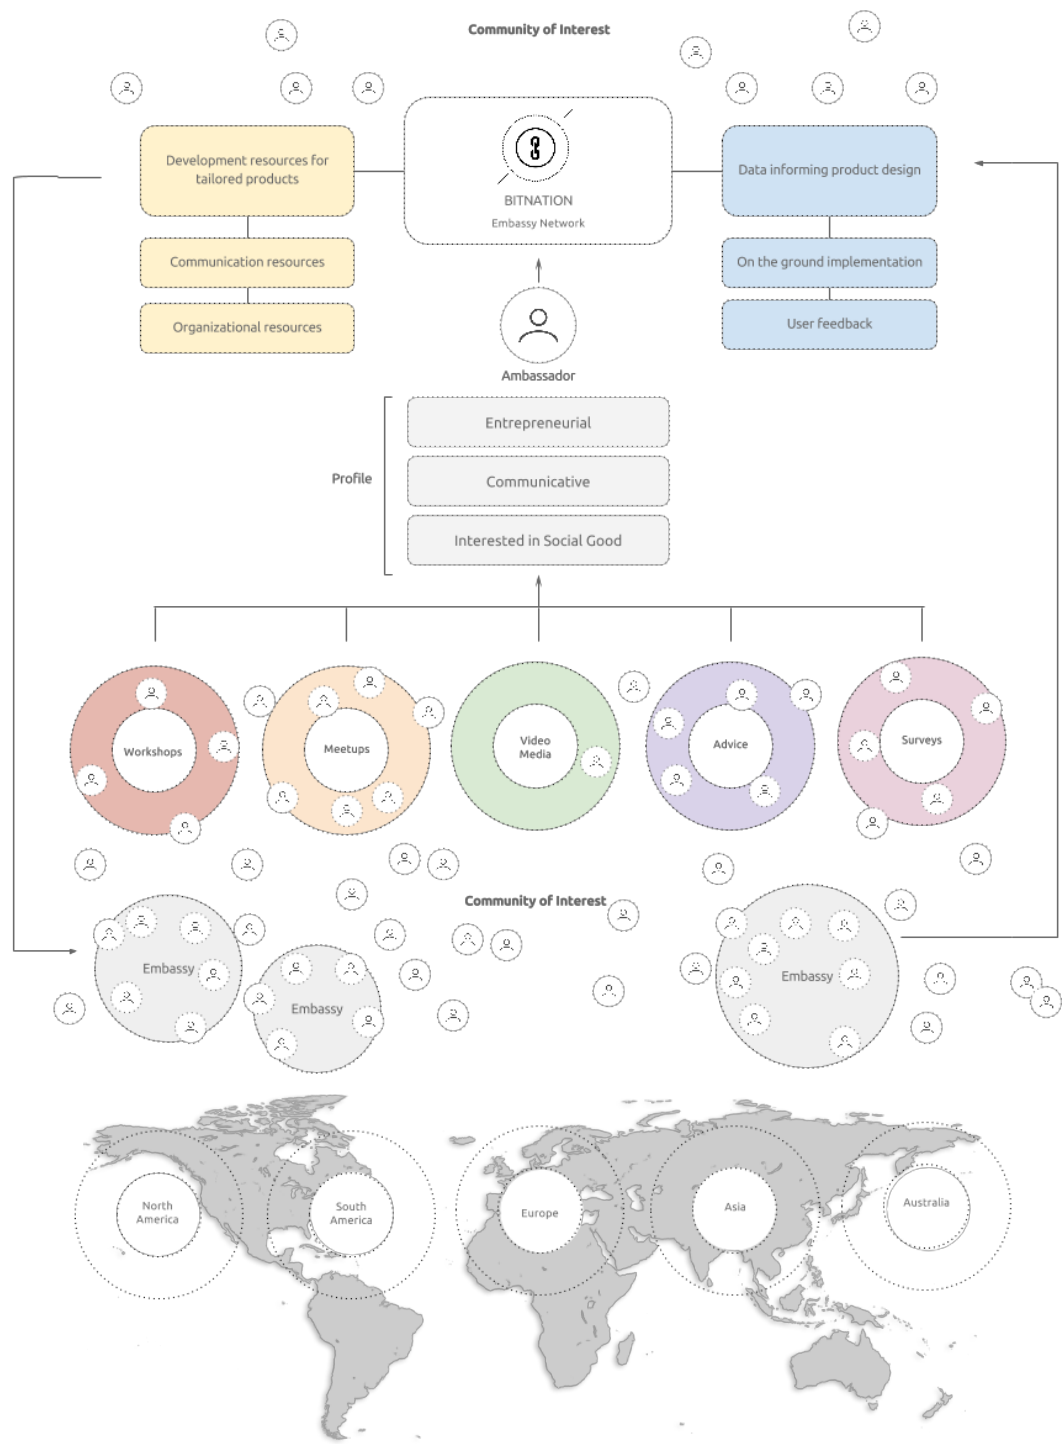 Community of Interest
Development resources for
tailored products
BITNATION
Embassy Network
Data informing product design
Communication resources
On the ground implementation
Organizational resources
User feedback
Ambassador
Entrepreneurial
Profile
Communicative
Interested in Social Good
Workshops
Meetups
Video
Media
Advice
Surveys
Community of Interest
Embassy
Embassy
Embassy
North
America
South
America
Europe
Asia
Australia